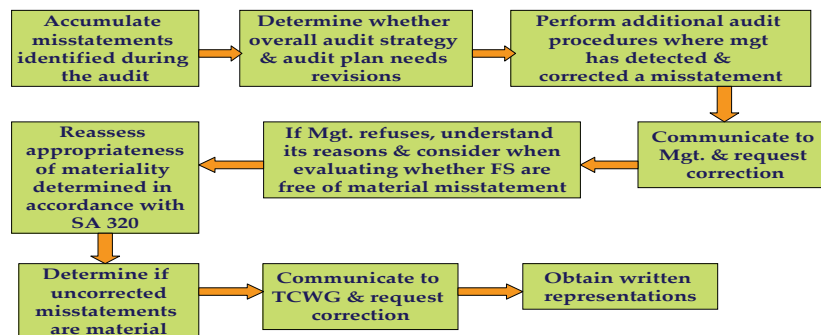 Accumulate
misstatements
identified during
the audit
Determine whether
overall audit strategy
& audit plan needs
revisions
Perform additional audit
procedures where mgt
has detected &
corrected a misstatement
Communicate to
Mgt. & request
correction
If Mgt. refuses, understand
its reasons & consider when
evaluating whether FS are
free of material misstatement
Reassess
appropriateness
of materiality
determined in
accordance with
SA 320
Determine if
uncorrected
misstatements
are material
Communicate to
TCWG & request
correction
Obtain written
representations